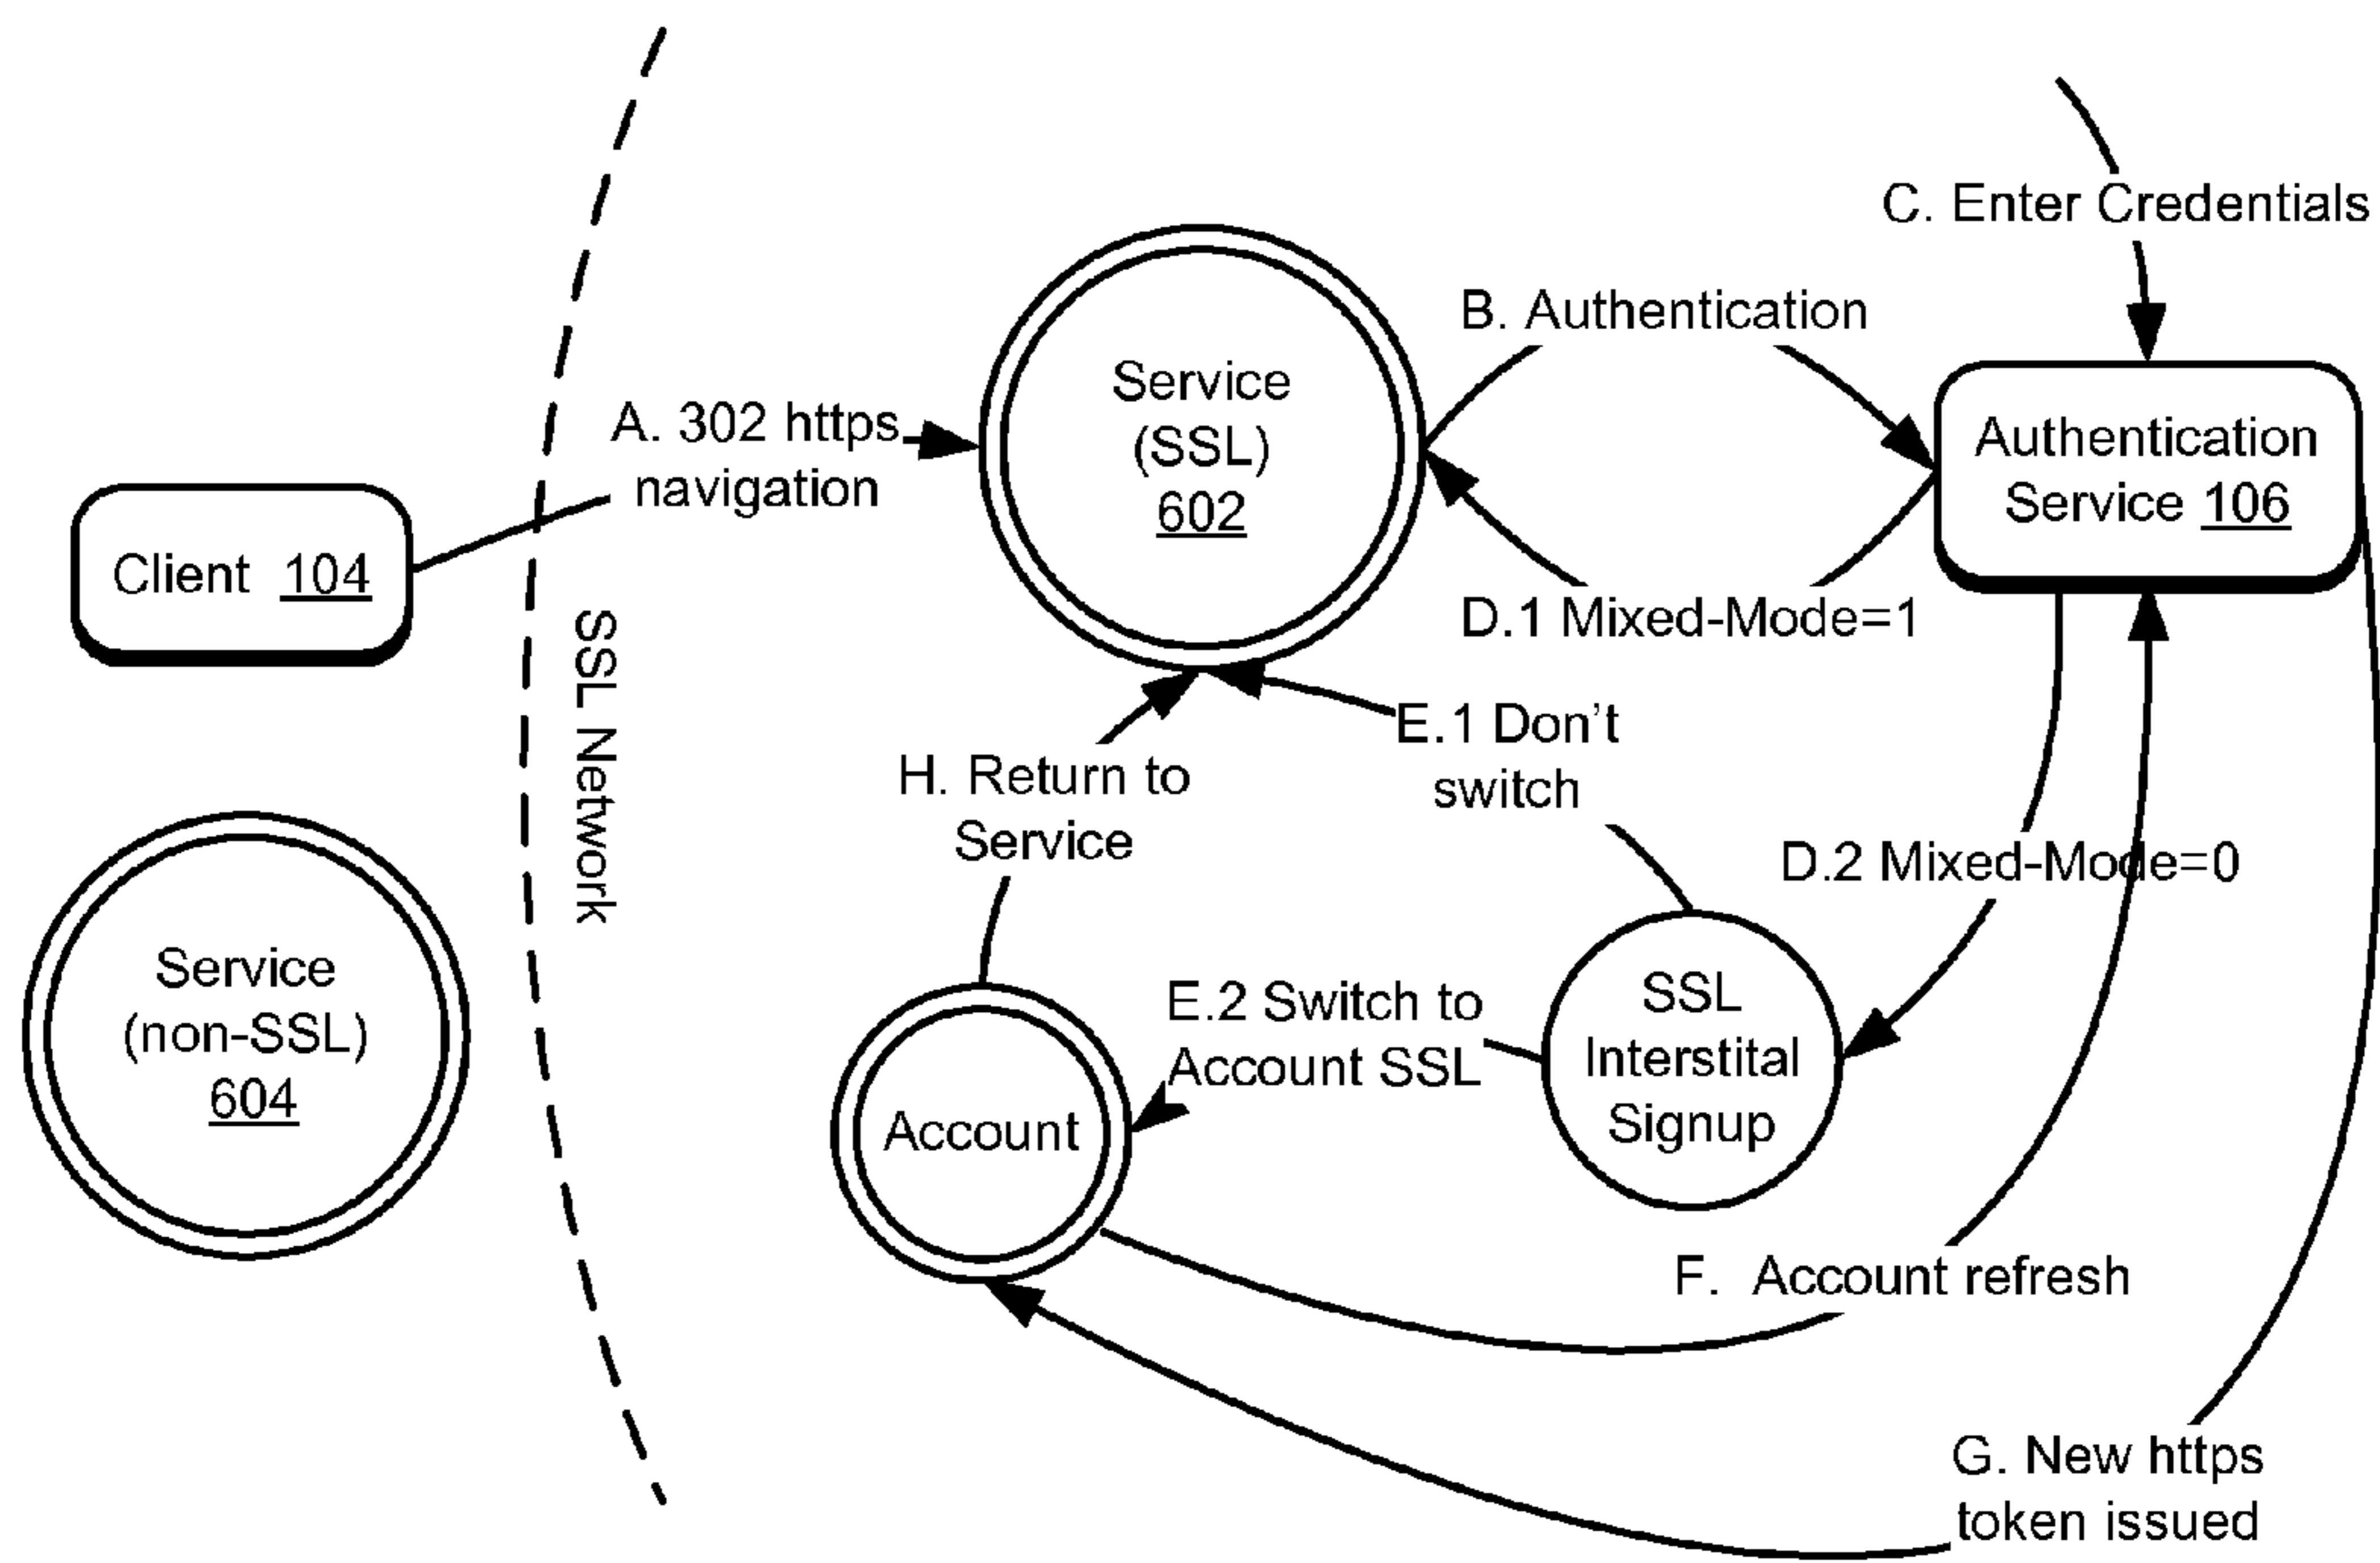 C. Enter Credentials
B. Authentication
Service
(SSL)
602
A. 302 https
navigation
Authentication
Service 106
Client 104
D.1 Mixed-Mode=1
SSL Network
E.1 Don't
switch
H. Return to
Service
D.2 Mixed-Mode=0
Service
(non-SSL)
604
E.2 Switch to
Account SSL
SSL
Interstital
Signup
Account
F. Account refresh
G. New https
token issued